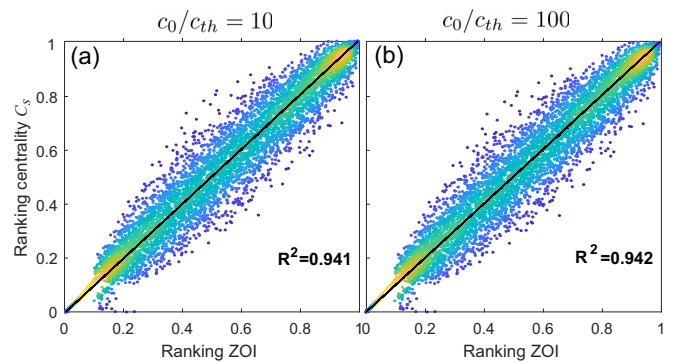 c₀/cₜₕ = 10
c₀/cₜₕ = 100
(a)
(b)
Ranking centrality Cₛ
1
0.8
0.6
0.4
0.2
0
R²=0.941
R²=0.942
0 0.2 0.4 0.6 0.8 1
0 0.2 0.4 0.6 0.8 1
Ranking ZOI
Ranking ZOI